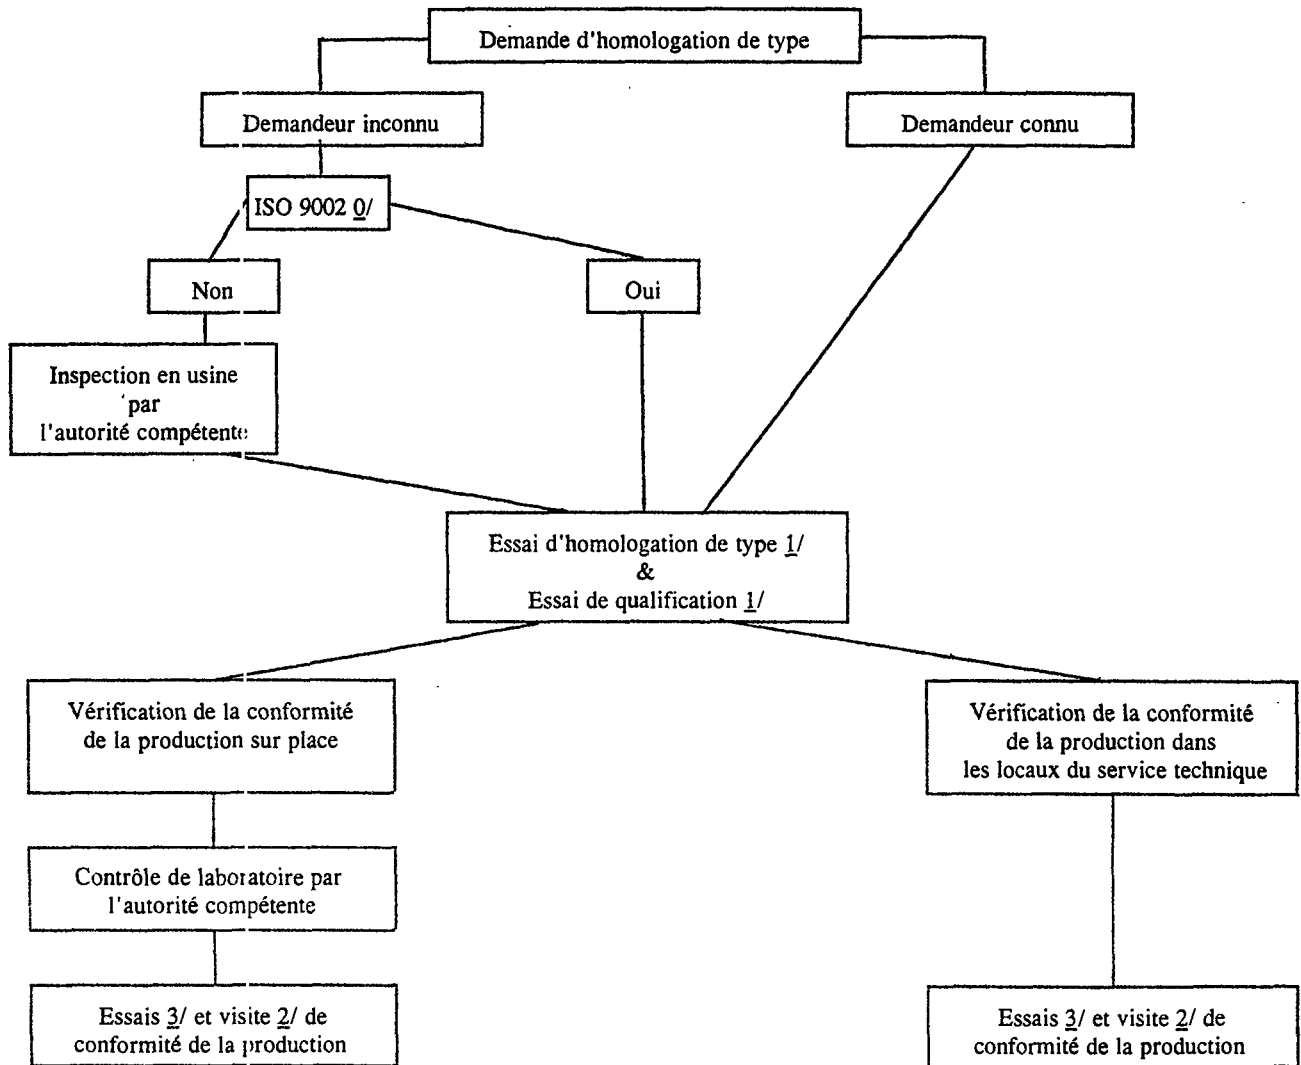 Demande d'homologation de type
Demandeur inconnu
Demandeur connu
ISO 9002 0/
Non
Oui
Inspection en usine
par
l'autorité compétente
Essai d'homologation de type 1/
&
Essai de qualification 1/
Vérification de la conformité
de la production sur place
Vérification de la conformité
de la production dans
les locaux du service technique
Contrôle de laboratoire par
l'autorité compétente
Essais 3/ et visite 2/ de
conformité de la production
Essais 3/ et visite 2/ de
conformité de la production